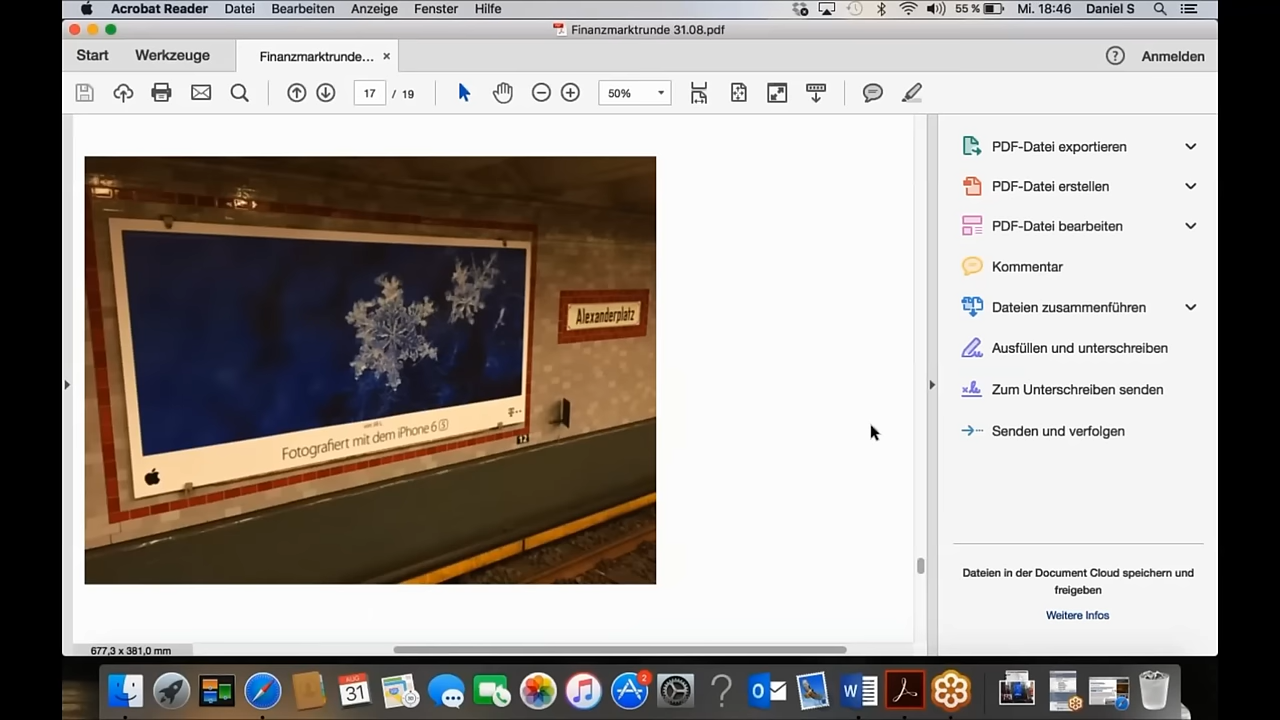 Acrobat Reader Datei Bearbeiten Anzeige Fenster Hilfe 55 % Mi. 18:46 Daniel S
Finanzmarktrunde 31.08.pdf
Start Werkzeuge Finanzmarktrunde... × Anmelden
17 / 19 50%
PDF-Datei exportieren
PDF-Datei erstellen
PDF-Datei bearbeiten
Kommentar
Dateien zusammenführen
Ausfüllen und unterschreiben
Zum Unterschreiben senden
Senden und verfolgen
Alexanderplatz
Fotografiert mit dem iPhone 6s
12
Dateien in der Document Cloud speichern und
freigeben
Weitere Infos
677,3 x 381,0 mm
AUG
31
2